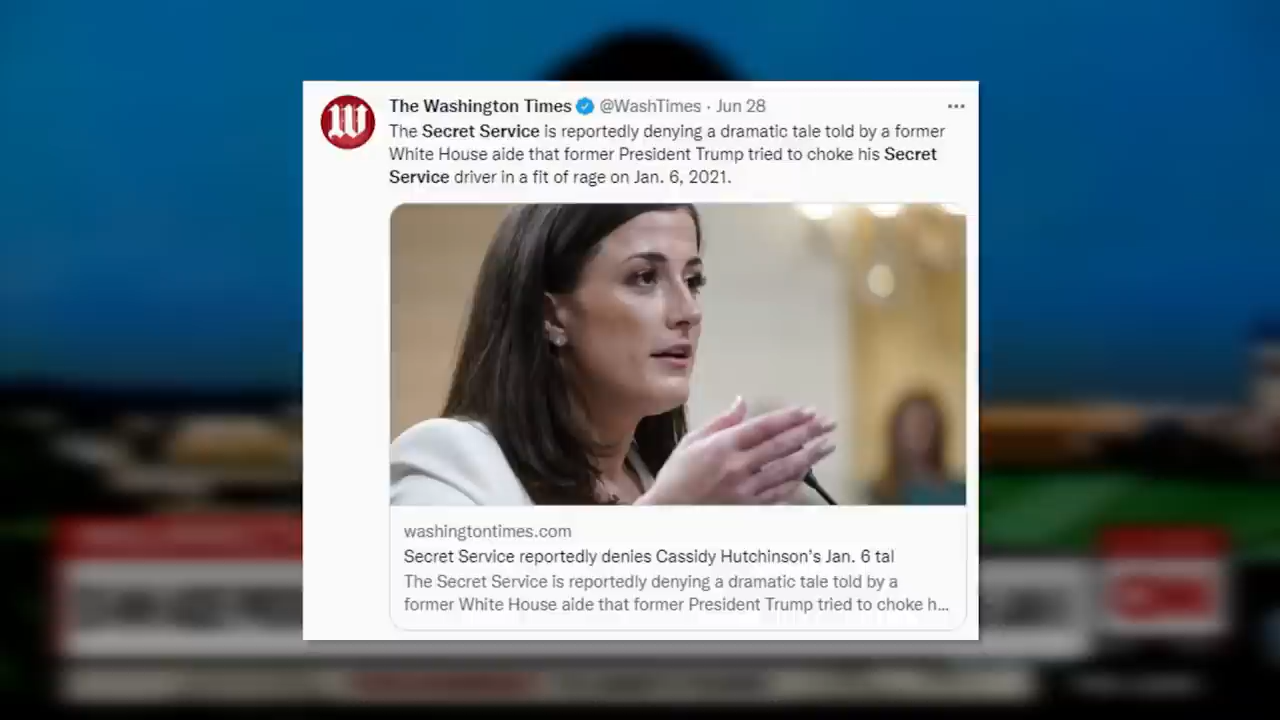 The Washington Times @WashTimes · Jun 28
The Secret Service is reportedly denying a dramatic tale told by a former
White House aide that former President Trump tried to choke his Secret
Service driver in a fit of rage on Jan. 6, 2021.
washingtontimes.com
Secret Service reportedly denies Cassidy Hutchinson's Jan. 6 tal
The Secret Service is reportedly denying a dramatic tale told by a
former White House aide that former President Trump tried to choke h...